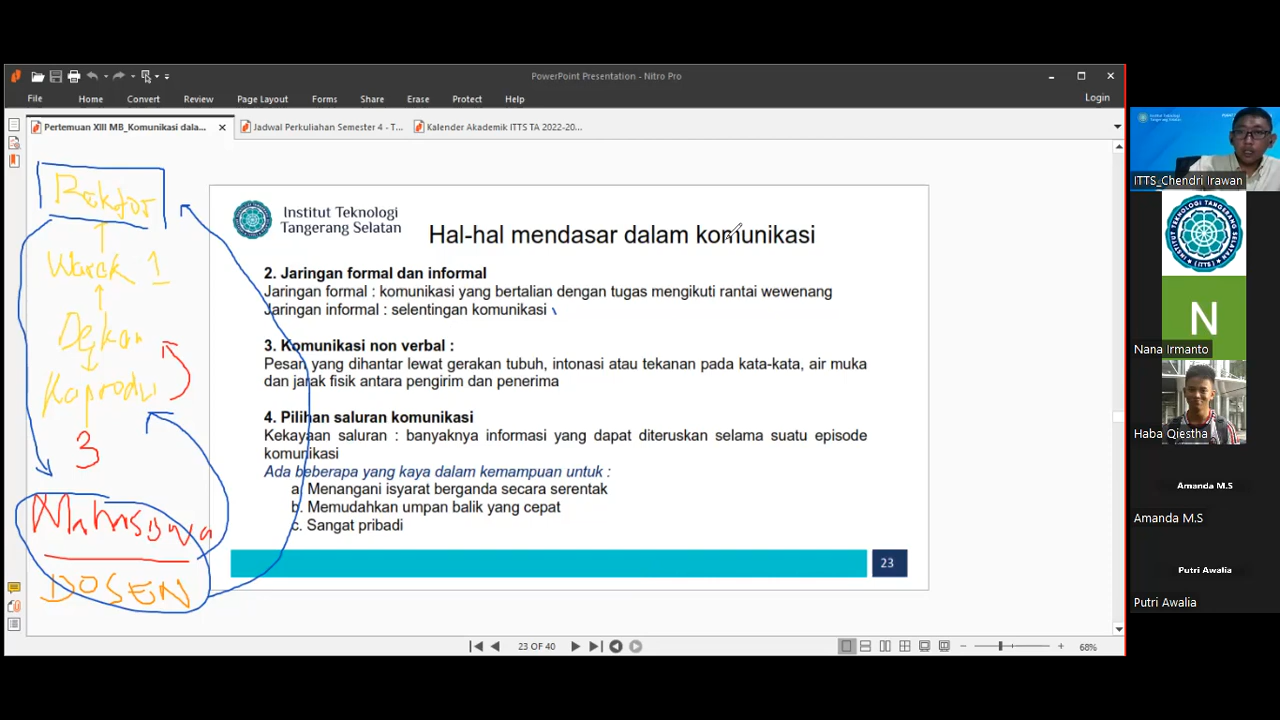 PowerPoint Presentation - Nitro Pro
File Home Convert Review Page Layout Forms Share Erase Protect Help
Login
Pertemuan XIII MB_Komunikasi dala... Jadwal Perkuliahan Semester 4 - T... Kalender Akademik ITTS TA 2022-20...
Rektor
Warek 1
Dekan
Kaprodi
3
Mahasiswa
DOSEN
Institut Teknologi
Tangerang Selatan
Hal-hal mendasar dalam komunikasi
2. Jaringan formal dan informal
Jaringan formal : komunikasi yang bertalian dengan tugas mengikuti rantai wewenang
Jaringan informal : selentingan komunikasi
3. Komunikasi non verbal :
Pesan yang dihantar lewat gerakan tubuh, intonasi atau tekanan pada kata-kata, air muka
dan jarak fisik antara pengirim dan penerima
4. Pilihan saluran komunikasi
Kekayaan saluran : banyaknya informasi yang dapat diteruskan selama suatu episode
komunikasi
Ada beberapa yang kaya dalam kemampuan untuk :
a. Menangani isyarat berganda secara serentak
b. Memudahkan umpan balik yang cepat
c. Sangat pribadi
23
23 OF 40
68%
Institut Teknologi
ITTS_Chendri Irawan
INSTITUT TEKNOLOGI TANGERANG SELATAN
(ITTS)
N
Nana Irmanto
Haba Qiestha
Amanda M.S
Amanda M.S
Putri Awalia
Putri Awalia